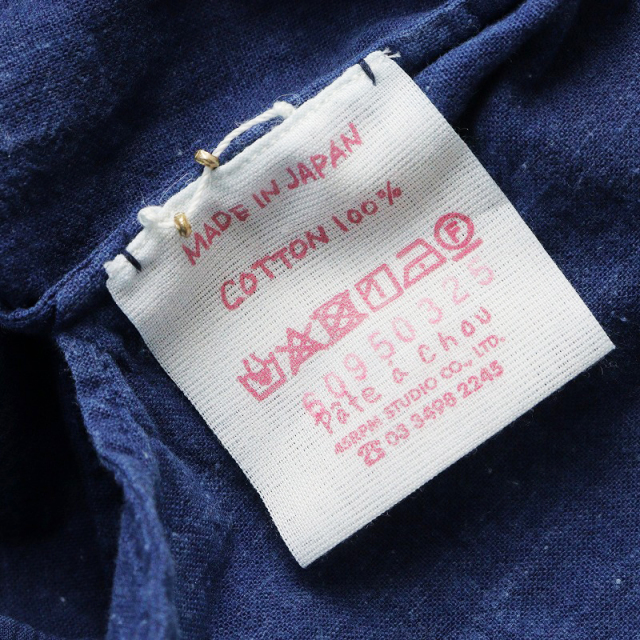 MADE IN JAPAN
COTTON 100%
F
60950325
Pâte à Chou
45RPM STUDIO CO., LTD.
☎03 3498 2245